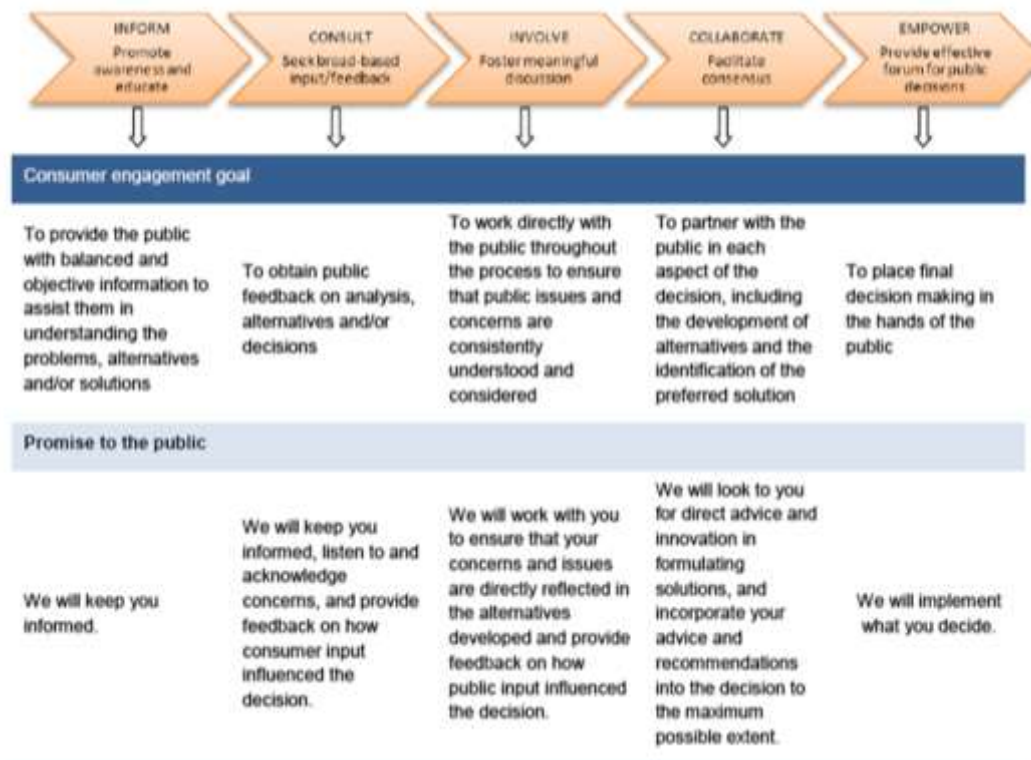 INFORM
Promote
awareness and
educate
CONSULT
Seek broad-based
input/feedback
INVOLVE
Foster meaningful
discussion
COLLABORATE
Facilitate
consensus
EMPOWER
Provide effective
forum for public
decisions
Consumer engagement goal
To provide the public
with balanced and
objective information to
assist them in
understanding the
problems, alternatives
and/or solutions
To obtain public
feedback on analysis,
alternatives and/or
decisions
To work directly with
the public throughout
the process to ensure
that public issues and
concerns are
consistently
understood and
considered
To partner with the
public in each
aspect of the
decision, including
the development of
alternatives and the
identification of the
preferred solution
To place final
decision making in
the hands of the
public
Promise to the public
We will keep you
informed.
We will keep you
informed, listen to and
acknowledge
concerns, and provide
feedback on how
consumer input
influenced the
decision.
We will work with you
to ensure that your
concerns and issues
are directly reflected in
the alternatives
developed and provide
feedback on how
public input influenced
the decision.
We will look to you
for direct advice and
innovation in
formulating
solutions, and
incorporate your
advice and
recommendations
into the decision to
the maximum
possible extent.
We will implement
what you decide.